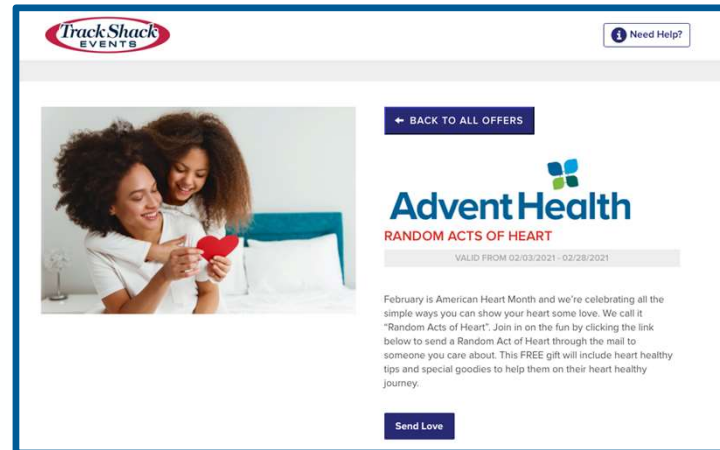 Track Shack
EVENTS
Need Help?
BACK TO ALL OFFERS
AdventHealth
RANDOM ACTS OF HEART
VALID FROM 02/03/2021 - 02/28/2021
February is American Heart Month and we're celebrating all the
simple ways you can show your heart some love. We call it
"Random Acts of Heart". Join in on the fun by clicking the link
below to send a Random Act of Heart through the mail to
someone you care about. This FREE gift will include heart healthy
tips and special goodies to help them on their heart healthy
journey.
Send Love